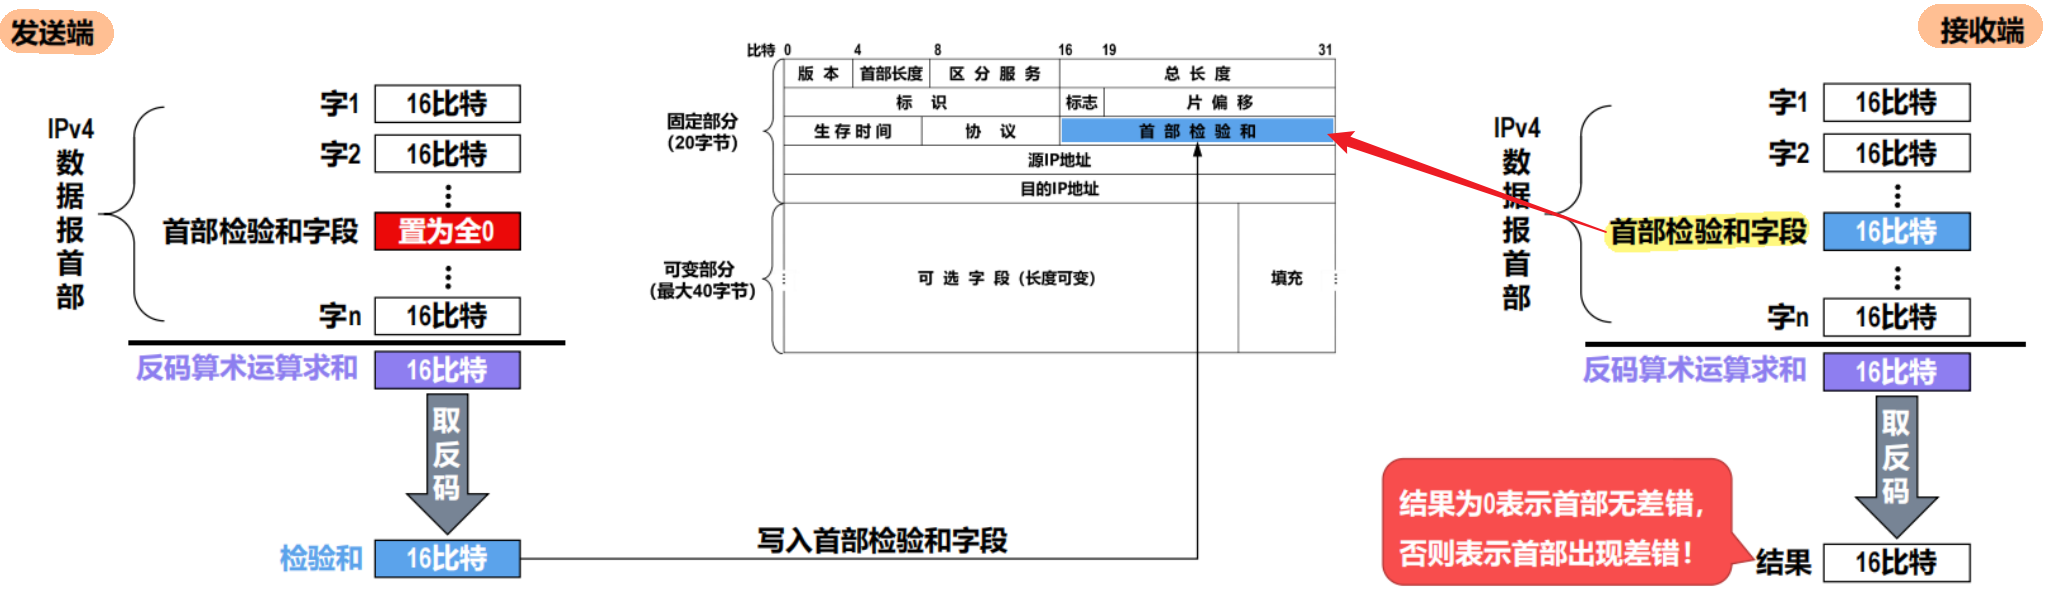 发送端
IPv4
数
据
报
首
部
字1 16比特
字2 16比特
首部检验和字段 置为全0
字n 16比特
反码算术运算求和 16比特
取
反
码
检验和 16比特
写入首部检验和字段
比特 0 4 8 16 19 31
版 本 首部长度 区 分 服 务 总 长 度
标 识 标志 片 偏 移
生 存 时 间 协 议 首 部 检 验 和
源IP地址
目的IP地址
可 选 字 段 (长度可变) 填充
固定部分
(20字节)
可变部分
(最大40字节)
接收端
IPv4
数
据
报
首
部
字1 16比特
字2 16比特
首部检验和字段 16比特
字n 16比特
反码算术运算求和 16比特
取
反
码
结果为0表示首部无差错,
否则表示首部出现差错!
结果 16比特